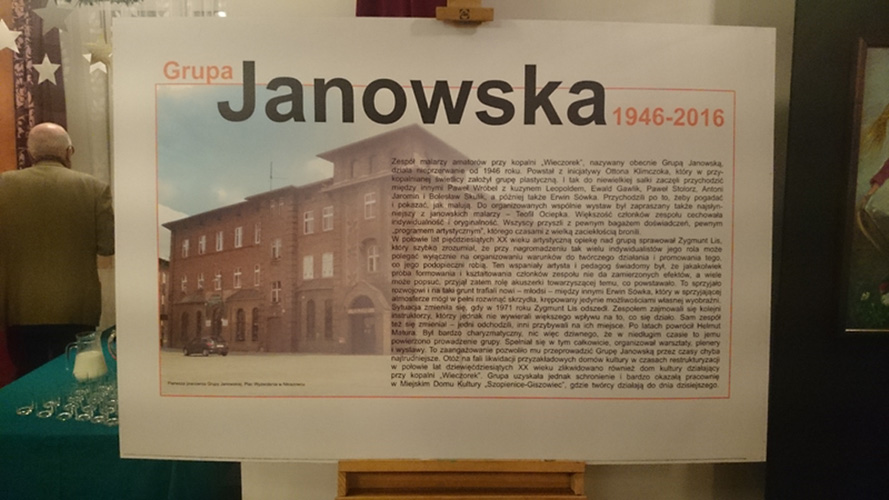 Grupa
Janowska
1946-2016
Zespół malarzy amatorów przy kopalni „Wieczorek”, nazywany obecnie Grupą Janowską,
działa nieprzerwanie od 1946 roku. Powstał z inicjatywy Ottona Klimczoka, który w przy-
kopalnianej świetlicy założył grupę plastyczną. I tak do niewielkiej salki zaczęli przychodzić
między innymi Paweł Wróbel z kuzynem Leopoldem, Ewald Gawlik, Paweł Stolorz, Antoni
Jaromin i Bolesław Skulik, a później także Erwin Sówka. Przychodzili po to, żeby pogadać
i pokazać, jak malują. Do organizowanych wspólnie wystaw był zapraszany także najsłyn-
niejszy z janowskich malarzy – Teofil Ociepka. Większość członków zespołu cechowała
indywidualność i oryginalność. Wszyscy przyszli z pewnym bagażem doświadczeń, pewnym
„programem artystycznym”, którego czasami z wielką zaciekłością bronili.
W połowie lat pięćdziesiątych XX wieku artystyczną opiekę nad grupą sprawował Zygmunt Lis,
który szybko zrozumiał, że przy nagromadzeniu tak wielu indywidualistów jego rola może
polegać wyłącznie na organizowaniu warunków do twórczego działania i promowania tego,
co jego podopieczni robią. Ten wspaniały artysta i pedagog świadomy był, że jakakolwiek
próba formowania i kształtowania członków zespołu nie da zamierzonych efektów, a wiele
może popsuć, przyjął zatem rolę akuszerki towarzyszącej temu, co powstawało. To sprzyjało
rozwojowi i na taki grunt trafiali nowi – młodsi – między innymi Erwin Sówka, który w sprzyjającej
atmosferze mógł w pełni rozwinąć skrzydła, krępowany jedynie możliwościami własnej wyobraźni.
Sytuacja zmieniła się, gdy w 1971 roku Zygmunt Lis odszedł. Zespołem zajmowali się kolejni
instruktorzy, którzy jednak nie wywierali większego wpływu na to, co się działo. Sam zespół
też się zmieniał – jedni odchodzili, inni przybywali na ich miejsce. Po latach powrócił Helmut
Matura. Był bardzo charyzmatyczny, nic więc dziwnego, że w niedługim czasie to jemu
powierzono prowadzenie grupy. Spełniał się w tym całkowicie, organizował warsztaty, plenery
i wystawy. To zaangażowanie pozwoliło mu przeprowadzić Grupę Janowską przez czasy chyba
najtrudniejsze. Otóż na fali likwidacji przyzakładowych domów kultury w czasach restrukturyzacji
w połowie lat dziewięćdziesiątych XX wieku zlikwidowano również dom kultury działający
przy kopalni „Wieczorek”. Grupa uzyskała jednak schronienie i bardzo okazałą pracownię
w Miejskim Domu Kultury „Szopienice-Giszowiec”, gdzie twórcy działają do dnia dzisiejszego.
Pierwsza pracownia Grupy Janowskiej, Plac Wyzwolenia w Nikiszowcu